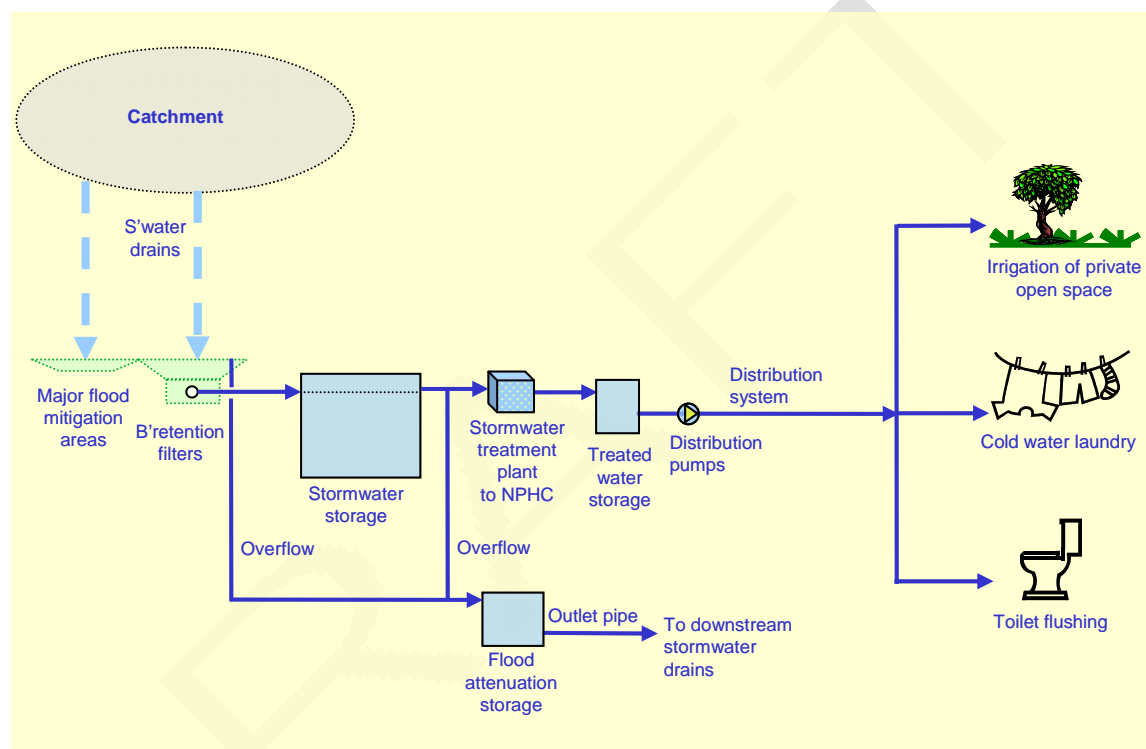 Catchment
S'water
drains
Major flood
mitigation
areas
B'retention
filters
Stormwater
storage
Overflow
Overflow
Stormwater
treatment
plant
to NPHC
Treated
water
storage
Distribution
system
Distribution
pumps
Flood
attenuation
storage
Outlet pipe
To downstream
stormwater
drains
Irrigation of private
open space
Cold water laundry
Toilet flushing